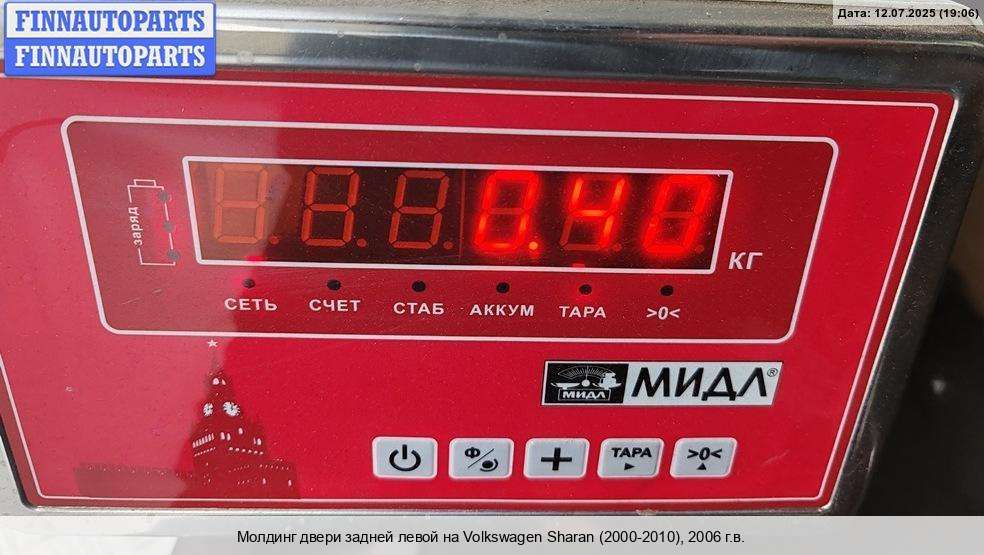 FINNAUTOPARTS
FINNAUTOPARTS
Дата: 12.07.2025 (19:06)
заряд
0.40
КГ
СЕТЬ СЧЕТ СТАБ АККУМ ТАРА >0<
МИДЛ МИДЛ®
Ф ТАРА >0<
Молдинг двери задней левой на Volkswagen Sharan (2000-2010), 2006 г.в.